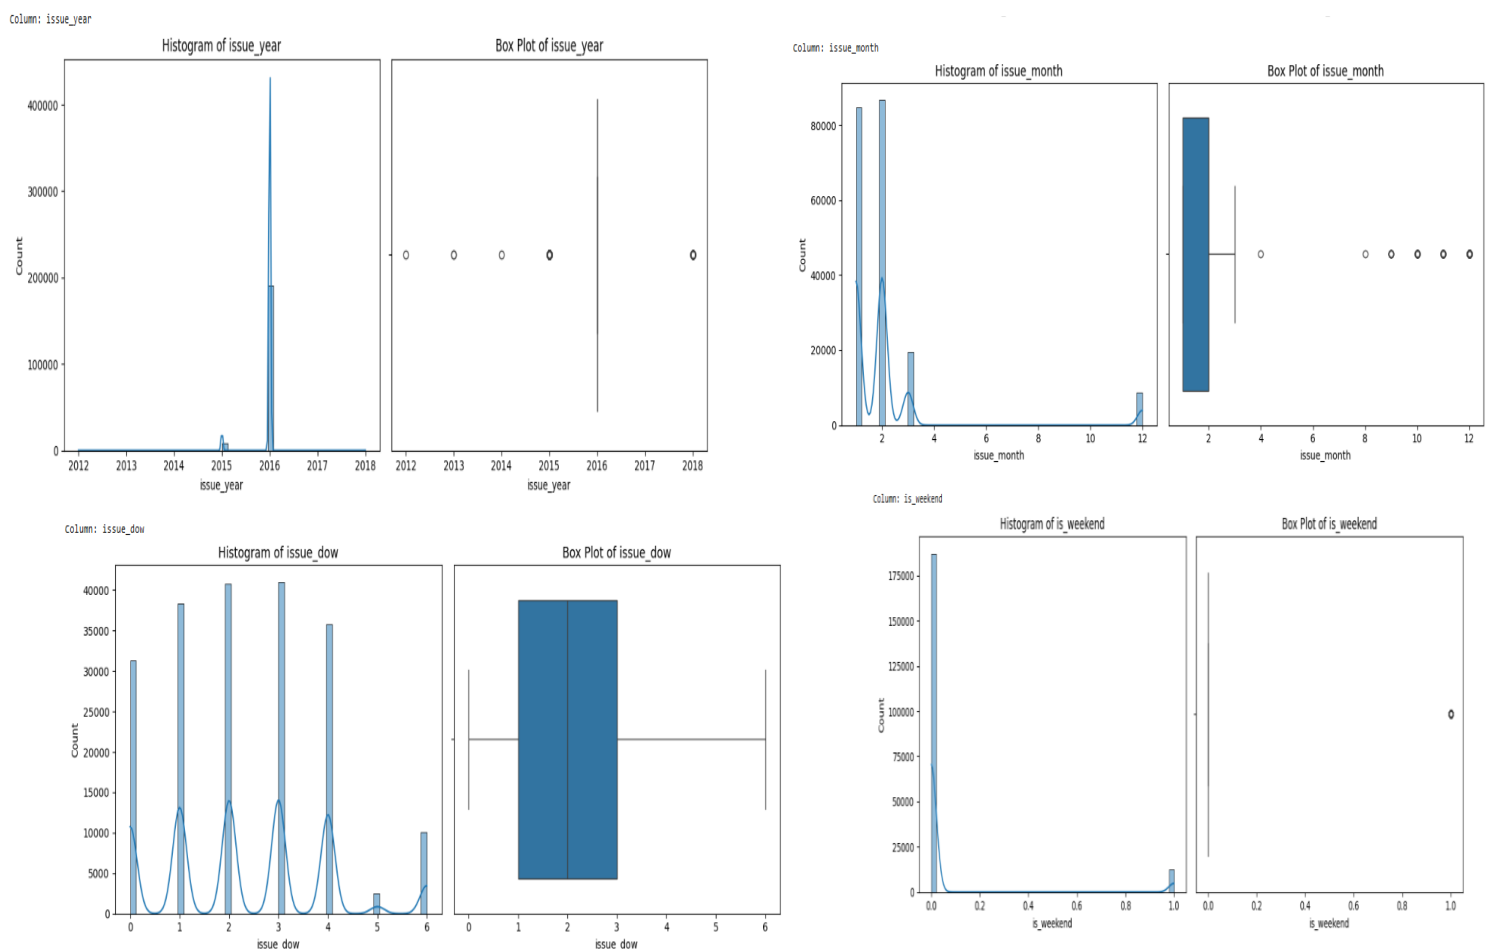 Column: issue_year
Histogram of issue_year
Count
400000
300000
200000
100000
0
2012 2013 2014 2015 2016 2017 2018
issue_year
Box Plot of issue_year
2012 2013 2014 2015 2016 2017 2018
issue_year
Column: issue_month
Histogram of issue_month
Count
80000
60000
40000
20000
0
2 4 6 8 10 12
issue_month
Box Plot of issue_month
2 4 6 8 10 12
issue_month
Column: issue_dow
Histogram of issue_dow
Count
40000
35000
30000
25000
20000
15000
10000
5000
0
0 1 2 3 4 5 6
issue_dow
Box Plot of issue_dow
0 1 2 3 4 5 6
issue_dow
Column: is_weekend
Histogram of is_weekend
Count
175000
150000
125000
100000
75000
50000
25000
0
0.0 0.2 0.4 0.6 0.8 1.0
is_weekend
Box Plot of is_weekend
0.0 0.2 0.4 0.6 0.8 1.0
is_weekend